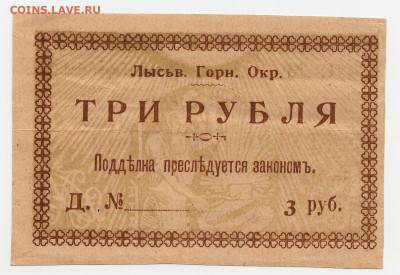 COINS.LAVE.RU
Лысьв. Горн. Окр.
ТРИ РУБЛЯ
Поддѣлка преслѣдуется закономъ.
Д. № 3 руб.